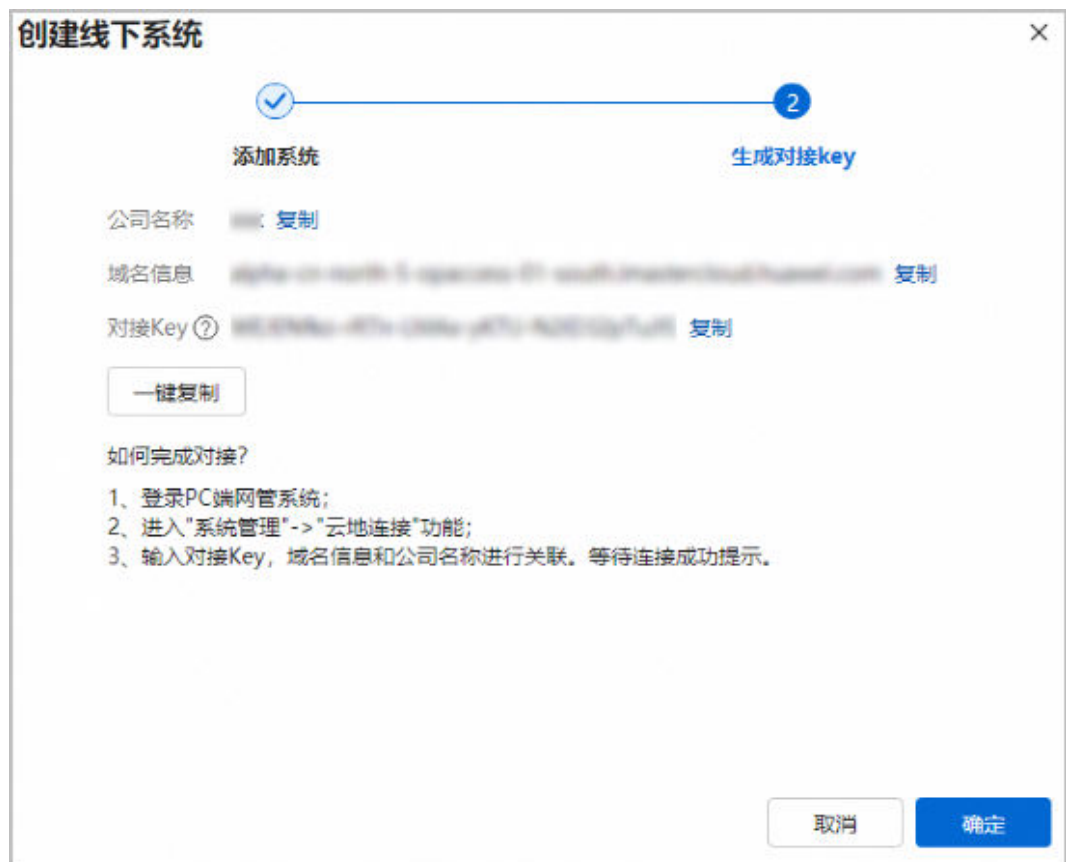 创建线下系统
2
添加系统
生成对接key
公司名称 复制
域名信息 复制
对接Key 复制
一键复制
如何完成对接?
1、登录PC端网管系统;
2、进入"系统管理"->"云地连接"功能;
3、输入对接Key，域名信息和公司名称进行关联。等待连接成功提示。
取消 确定